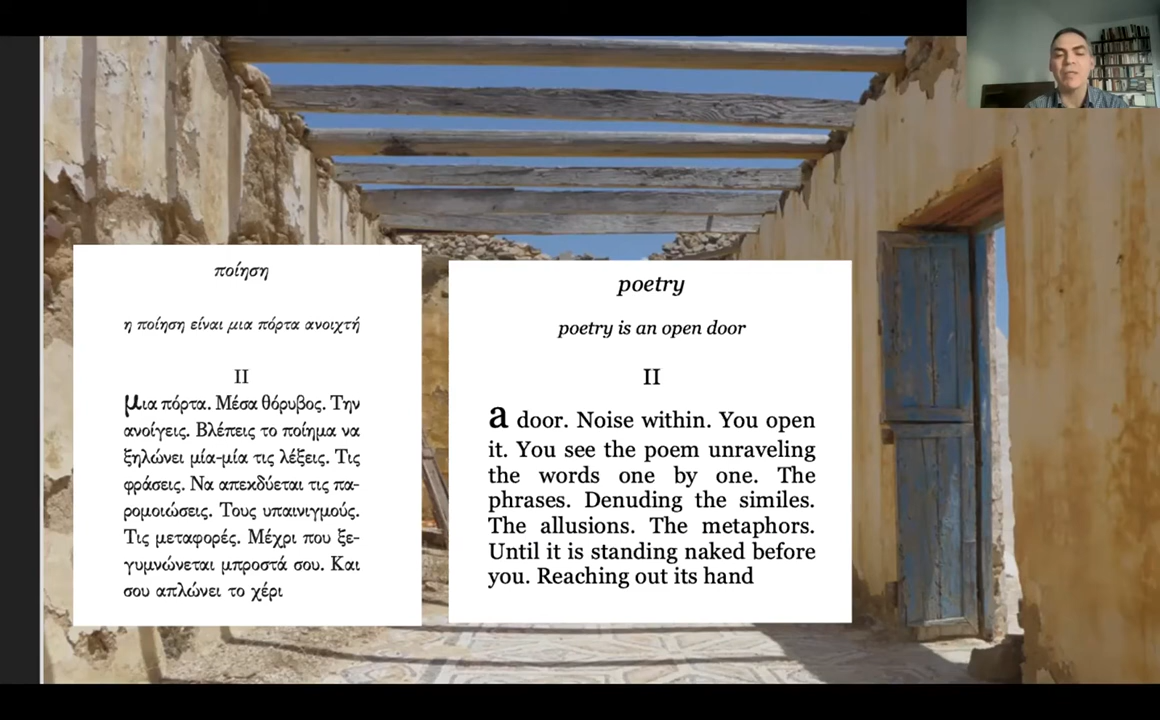 ποίηση
η ποίηση είναι μια πόρτα ανοιχτή
II
μια πόρτα. Μέσα θόρυβος. Την
ανοίγεις. Βλέπεις το ποίημα να
ξηλώνει μία-μία τις λέξεις. Τις
φράσεις. Να απεκδύεται τις πα-
ρομοιώσεις. Τους υπαινιγμούς.
Τις μεταφορές. Μέχρι που ξε-
γυμνώνεται μπροστά σου. Και
σου απλώνει το χέρι
poetry
poetry is an open door
II
a door. Noise within. You open
it. You see the poem unraveling
the words one by one. The
phrases. Denuding the similes.
The allusions. The metaphors.
Until it is standing naked before
you. Reaching out its hand